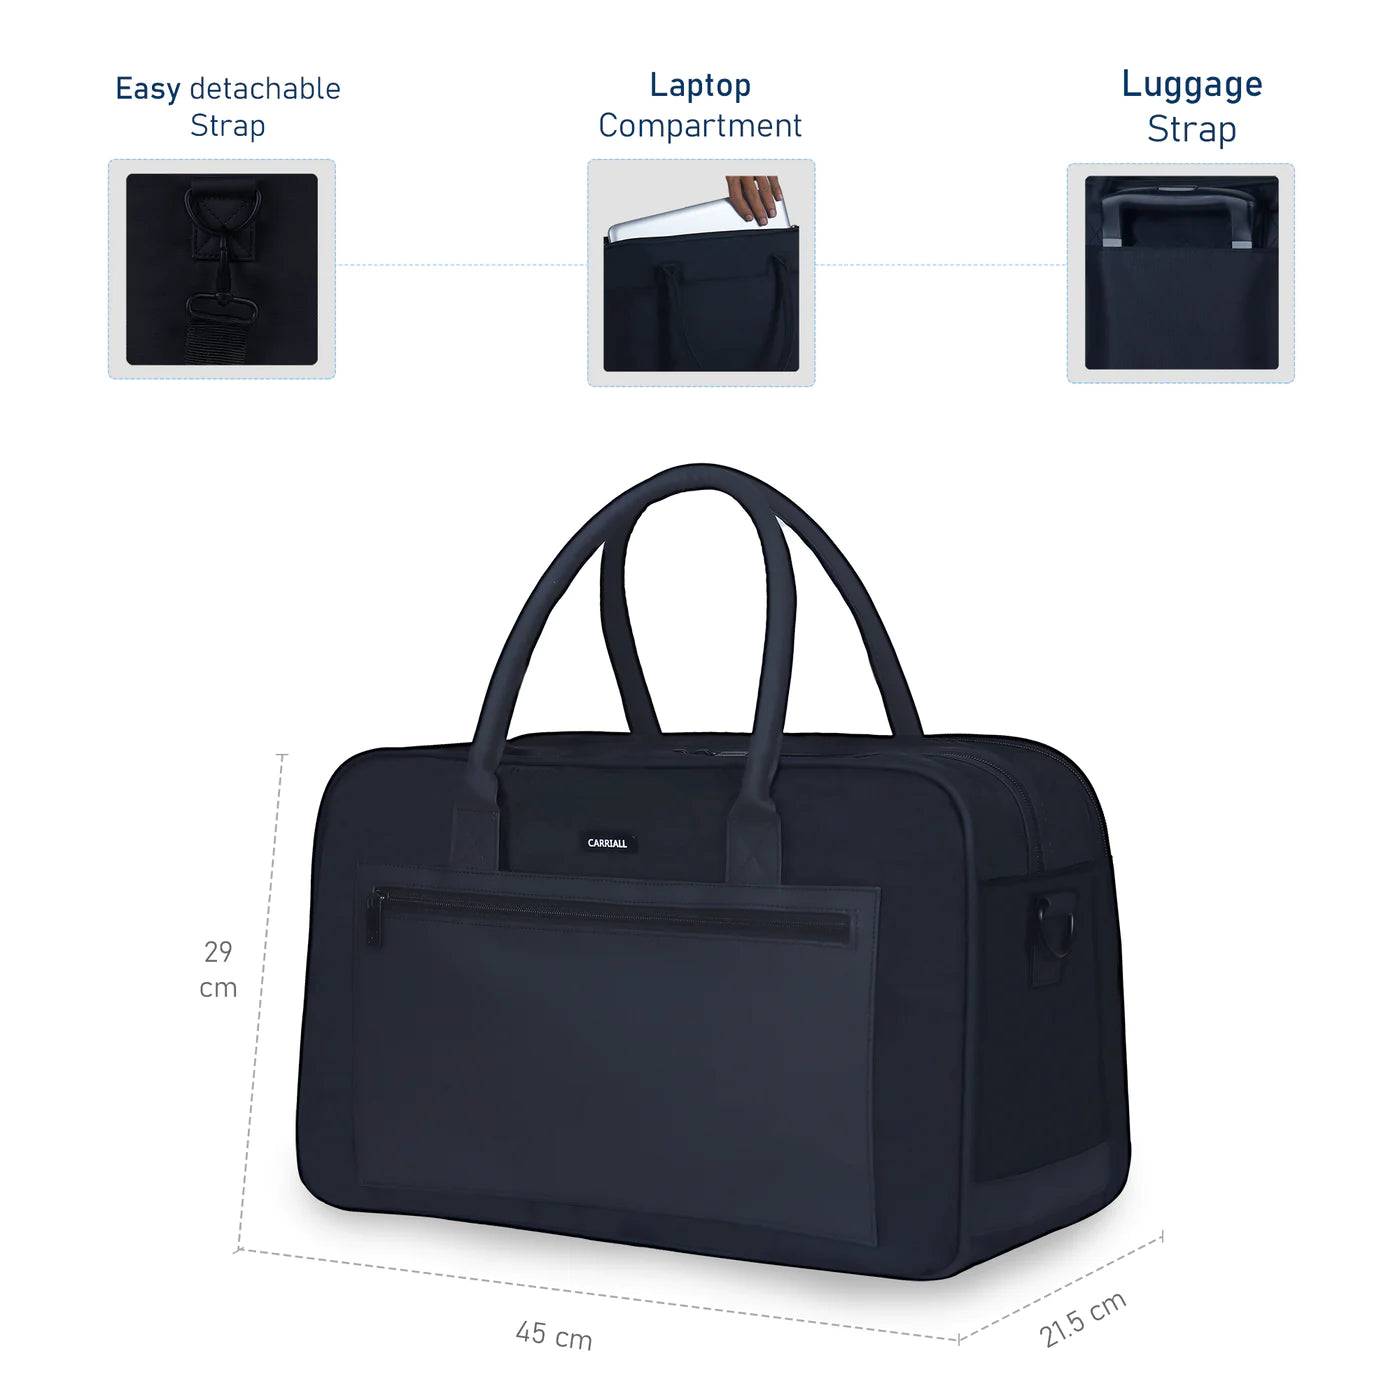 Easy detachable
Strap
Laptop
Compartment
Luggage
Strap
CARRIALL
29
cm
45 cm
21.5 cm